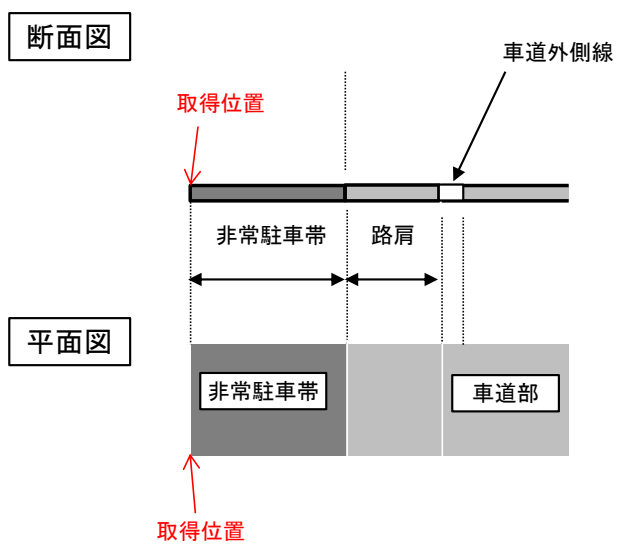 断面図
車道外側線
取得位置
非常駐車帯
路肩
平面図
非常駐車帯
車道部
取得位置